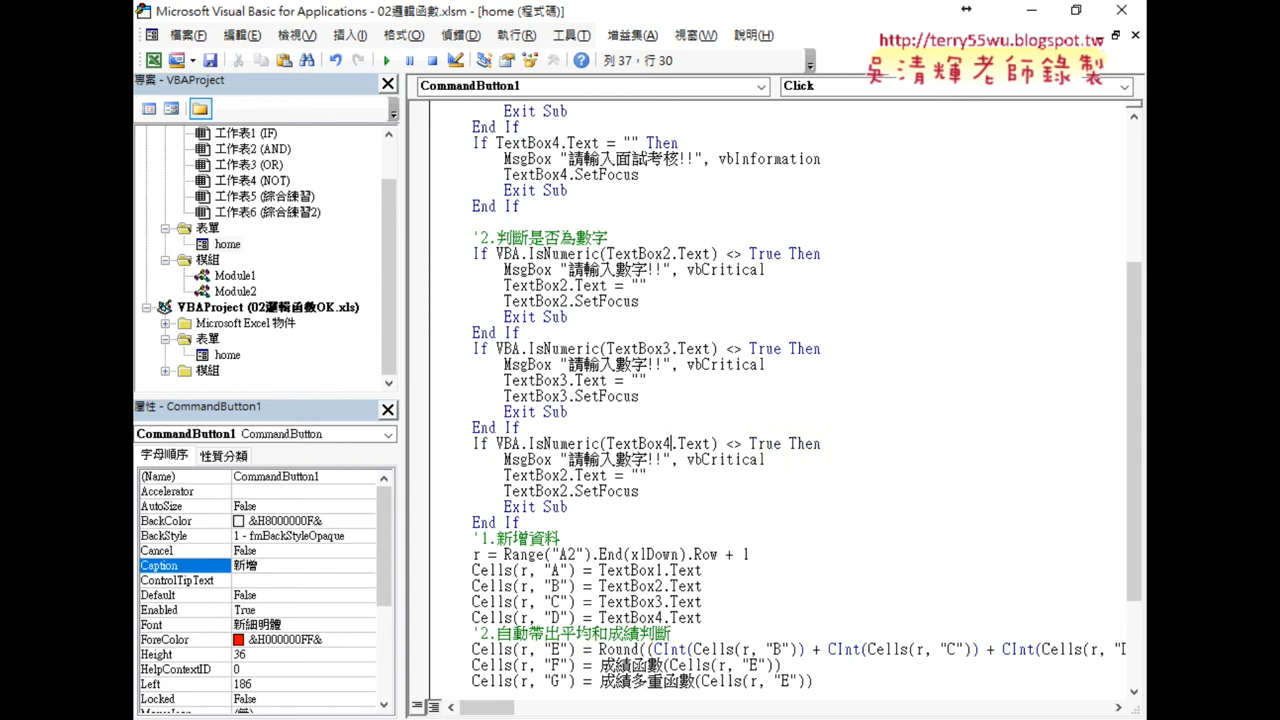 Microsoft Visual Basic for Applications - 02邏輯函數.xlsm - [home (程式碼)]
檔案(F) 編輯(E) 檢視(V) 插入(I) 格式(O) 偵錯(D) 執行(R) 工具(T) 增益集(A) 視窗(W) 說明(H)
http://terry55wu.blogspot.tw
吳清輝老師錄製
列 37，行 30
專案 - VBAProject
工作表1 (IF)
工作表2 (AND)
工作表3 (OR)
工作表4 (NOT)
工作表5 (綜合練習)
工作表6 (綜合練習2)
表單
home
模組
Module1
Module2
VBAProject (02邏輯函數OK.xls)
Microsoft Excel 物件
表單
home
模組
屬性 - CommandButton1
CommandButton1 CommandButton
字母順序 性質分類
(Name) CommandButton1
Accelerator
AutoSize False
BackColor &H8000000F&
BackStyle 1 - fmBackStyleOpaque
Cancel False
Caption 新增
ControlTipText
Default False
Enabled True
Font 新細明體
ForeColor &H000000FF&
Height 36
HelpContextID 0
Left 186
Locked False
CommandButton1 Click
Exit Sub
End If
If TextBox4.Text = "" Then
MsgBox "請輸入面試考核!!", vbInformation
TextBox4.SetFocus
Exit Sub
End If
'2.判斷是否為數字
If VBA.IsNumeric(TextBox2.Text) <> True Then
MsgBox "請輸入數字!!", vbCritical
TextBox2.Text = ""
TextBox2.SetFocus
Exit Sub
End If
If VBA.IsNumeric(TextBox3.Text) <> True Then
MsgBox "請輸入數字!!", vbCritical
TextBox3.Text = ""
TextBox3.SetFocus
Exit Sub
End If
If VBA.IsNumeric(TextBox4.Text) <> True Then
MsgBox "請輸入數字!!", vbCritical
TextBox2.Text = ""
TextBox2.SetFocus
Exit Sub
End If
'1.新增資料
r = Range("A2").End(xlDown).Row + 1
Cells(r, "A") = TextBox1.Text
Cells(r, "B") = TextBox2.Text
Cells(r, "C") = TextBox3.Text
Cells(r, "D") = TextBox4.Text
'2.自動帶出平均和成績判斷
Cells(r, "E") = Round((CInt(Cells(r, "B")) + CInt(Cells(r, "C")) + CInt(Cells(r, "
Cells(r, "F") = 成績函數(Cells(r, "E"))
Cells(r, "G") = 成績多重函數(Cells(r, "E"))